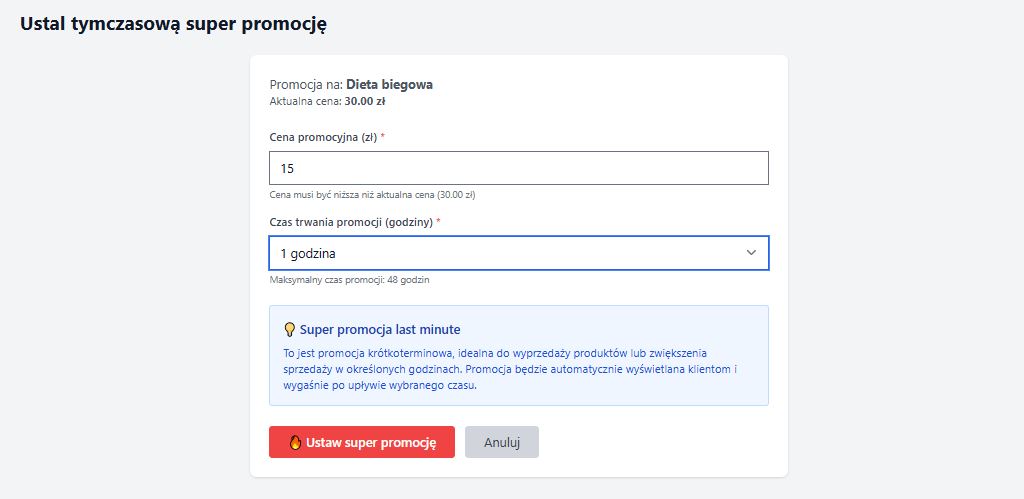 Ustal tymczasową super promocję
Promocja na: Dieta biegowa
Aktualna cena: 30.00 zł
Cena promocyjna (zł) *
15
Cena musi być niższa niż aktualna cena (30.00 zł)
Czas trwania promocji (godziny) *
1 godzina
Maksymalny czas promocji: 48 godzin
Super promocja last minute
To jest promocja krótkoterminowa, idealna do wyprzedaży produktów lub zwiększenia
sprzedaży w określonych godzinach. Promocja będzie automatycznie wyświetlana klientom i
wygaśnie po upływie wybranego czasu.
Ustaw super promocję
Anuluj